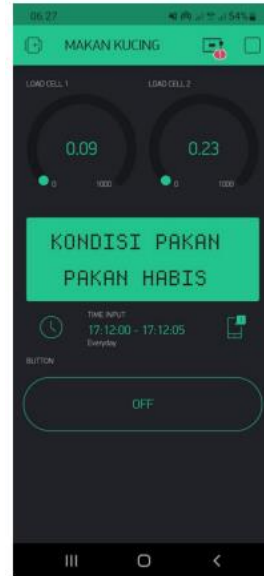 06.27
54%
MAKAN KUCING
LOAD CELL 1
LOAD CELL 2
0.09
0.23
0
1000
0
1000
KONDISI PAKAN
PAKAN HABIS
TIME INPUT
17:12:00 - 17:12:05
Everyday
BUTTON
OFF